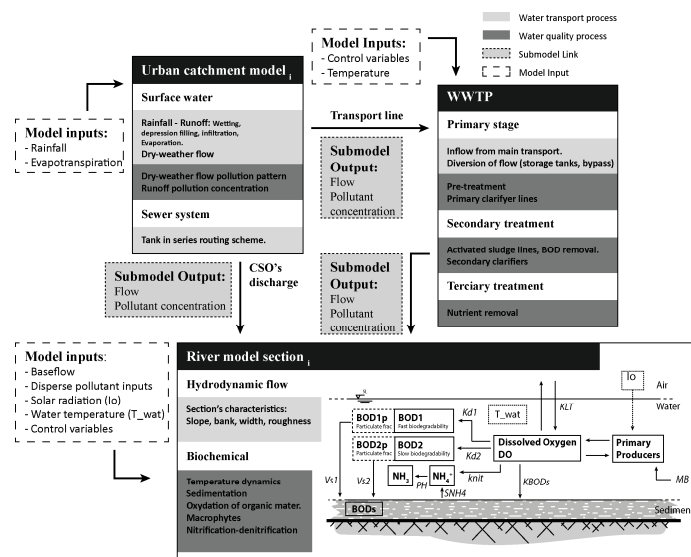 Water transport process
Water quality process
Submodel Link
Model Input
Model Inputs:
- Control variables
- Temperature
Urban catchment model i
Surface water
Rainfall - Runoff: Wetting,
depression filling, infiltration,
Evaporation.
Dry-weather flow
Dry-weather flow pollution pattern
Runoff pollution concentration
Sewer system
Tank in series routing scheme.
Model inputs:
- Rainfall
- Evapotranspiration
Transport line
Submodel
Output:
Flow
Pollutant
concentration
WWTP
Primary stage
Inflow from main transport.
Diversion of flow (storage tanks, bypass)
Pre-treatment
Primary clarifyer lines
Secondary treatment
Activated sludge lines, BOD removal.
Secondary clarifiers
Terciary treatment
Nutrient removal
Submodel Output:
Flow
Pollutant concentration
CSO's
discharge
Submodel
Output:
Flow
Pollutant
concentration
Model inputs:
- Baseflow
- Disperse pollutant inputs
- Solar radiation (Io)
- Water temperature (T_wat)
- Control variables
River model section i
Hydrodynamic flow
Section's characteristics:
Slope, bank, width, roughness
Biochemical
Temperature dynamics
Sedimentation
Oxydation of organic mater.
Macrophytes
Nitrification-denitrification
Io
Air
Water
KLT
T_wat
BOD1p
Particulate frac
BOD1
Fast biodegradability
Kd1
BOD2p
Particulate frac
BOD2
Slow biodegradability
Kd2
Dissolved Oxygen
DO
Primary
Producers
NH3
PH
NH4+
knit
SNH4
KBODs
MB
Vs1
Vs2
BODs
Sedimen